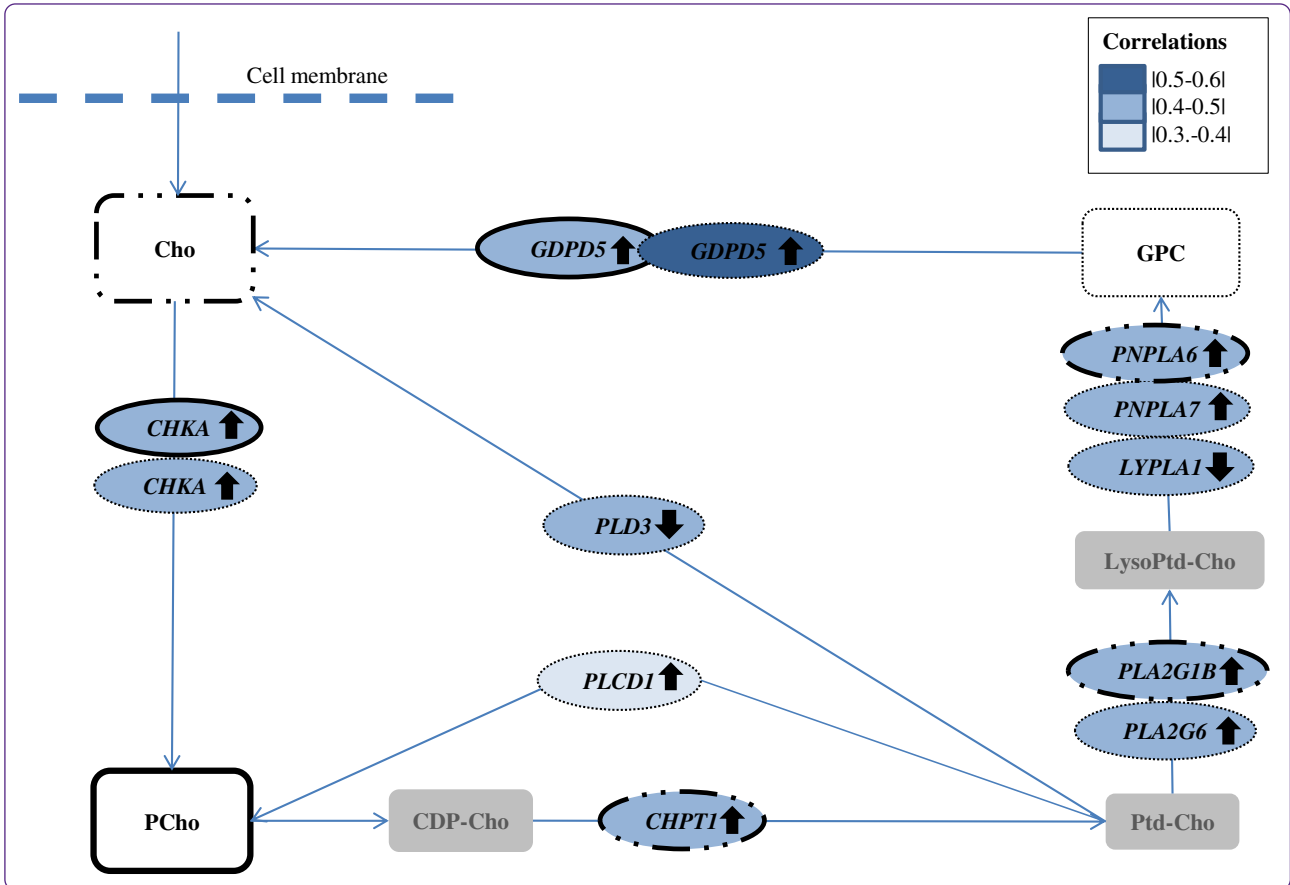 Cell membrane
Correlations
|0.5-0.6|
|0.4-0.5|
|0.3.-0.4|
Cho
GDPD5
GDPD5
GPC
PNPLA6
PNPLA7
LYPLA1
CHKA
CHKA
PLD3
LysoPtd-Cho
PLCD1
PLA2G1B
PLA2G6
PCho
CDP-Cho
CHPT1
Ptd-Cho